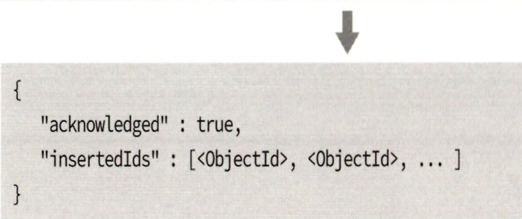 {
"acknowledged" : true,
"insertedIds" : [<ObjectId>, <ObjectId>, ... ]
}